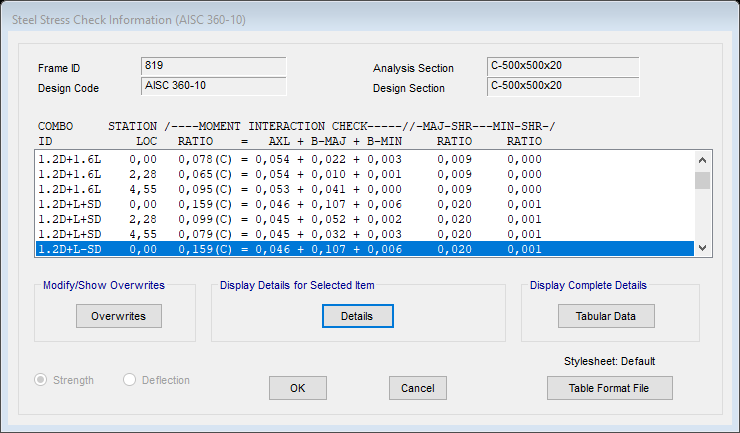 Steel Stress Check Information (AISC 360-10)
Frame ID 819 Analysis Section C-500x500x20
Design Code AISC 360-10 Design Section C-500x500x20
COMBO STATION /----MOMENT INTERACTION CHECK-----//-MAJ-SHR---MIN-SHR-/
ID LOC RATIO = AXL + B-MAJ + B-MIN RATIO RATIO
1.2D+1.6L 0,00 0,078(C) = 0,054 + 0,022 + 0,003 0,009 0,000
1.2D+1.6L 2,28 0,065(C) = 0,054 + 0,010 + 0,001 0,009 0,000
1.2D+1.6L 4,55 0,095(C) = 0,053 + 0,041 + 0,000 0,009 0,000
1.2D+L+SD 0,00 0,159(C) = 0,046 + 0,107 + 0,006 0,020 0,001
1.2D+L+SD 2,28 0,099(C) = 0,045 + 0,052 + 0,002 0,020 0,001
1.2D+L+SD 4,55 0,079(C) = 0,045 + 0,032 + 0,003 0,020 0,001
1.2D+L-SD 0,00 0,159(C) = 0,046 + 0,107 + 0,006 0,020 0,001
Modify/Show Overwrites Display Details for Selected Item Display Complete Details
Overwrites Details Tabular Data
Stylesheet: Default
Strength Deflection OK Cancel Table Format File